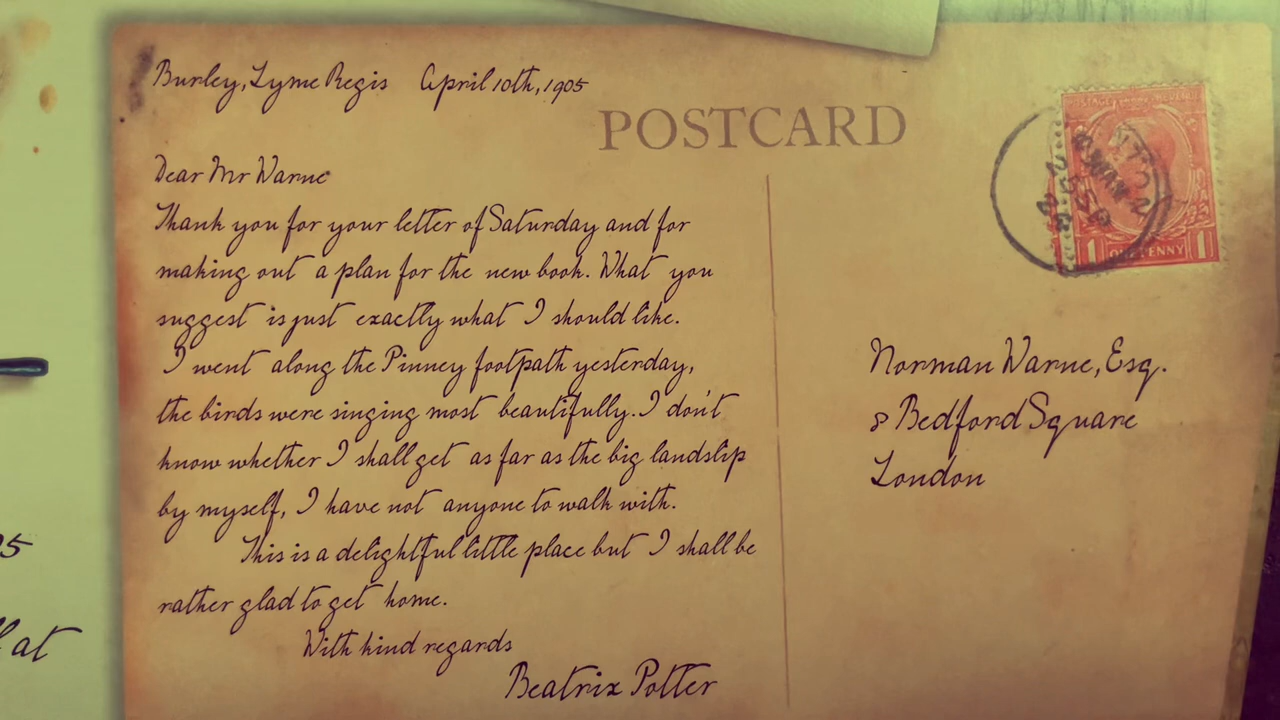 Burley, Lyme Regis April 10th, 1905
POSTCARD
Dear Mr Warne
Thank you for your letter of Saturday and for
making out a plan for the new book. What you
suggest is just exactly what I should like.
I went along the Pinney footpath yesterday,
the birds were singing most beautifully. I don't
know whether I shall get as far as the big landslip
by myself, I have not anyone to walk with.
This is a delightful little place but I shall be
rather glad to get home.
With kind regards
Beatrix Potter
1 ONE PENNY 1
Norman Warne, Esq.
8 Bedford Square
London
05
at